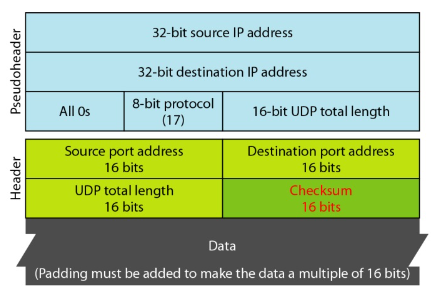 Pseudoheader
32-bit source IP address
32-bit destination IP address
All 0s
8-bit protocol
(17)
16-bit UDP total length
Header
Source port address
16 bits
Destination port address
16 bits
UDP total length
16 bits
Checksum
16 bits
Data
(Padding must be added to make the data a multiple of 16 bits)